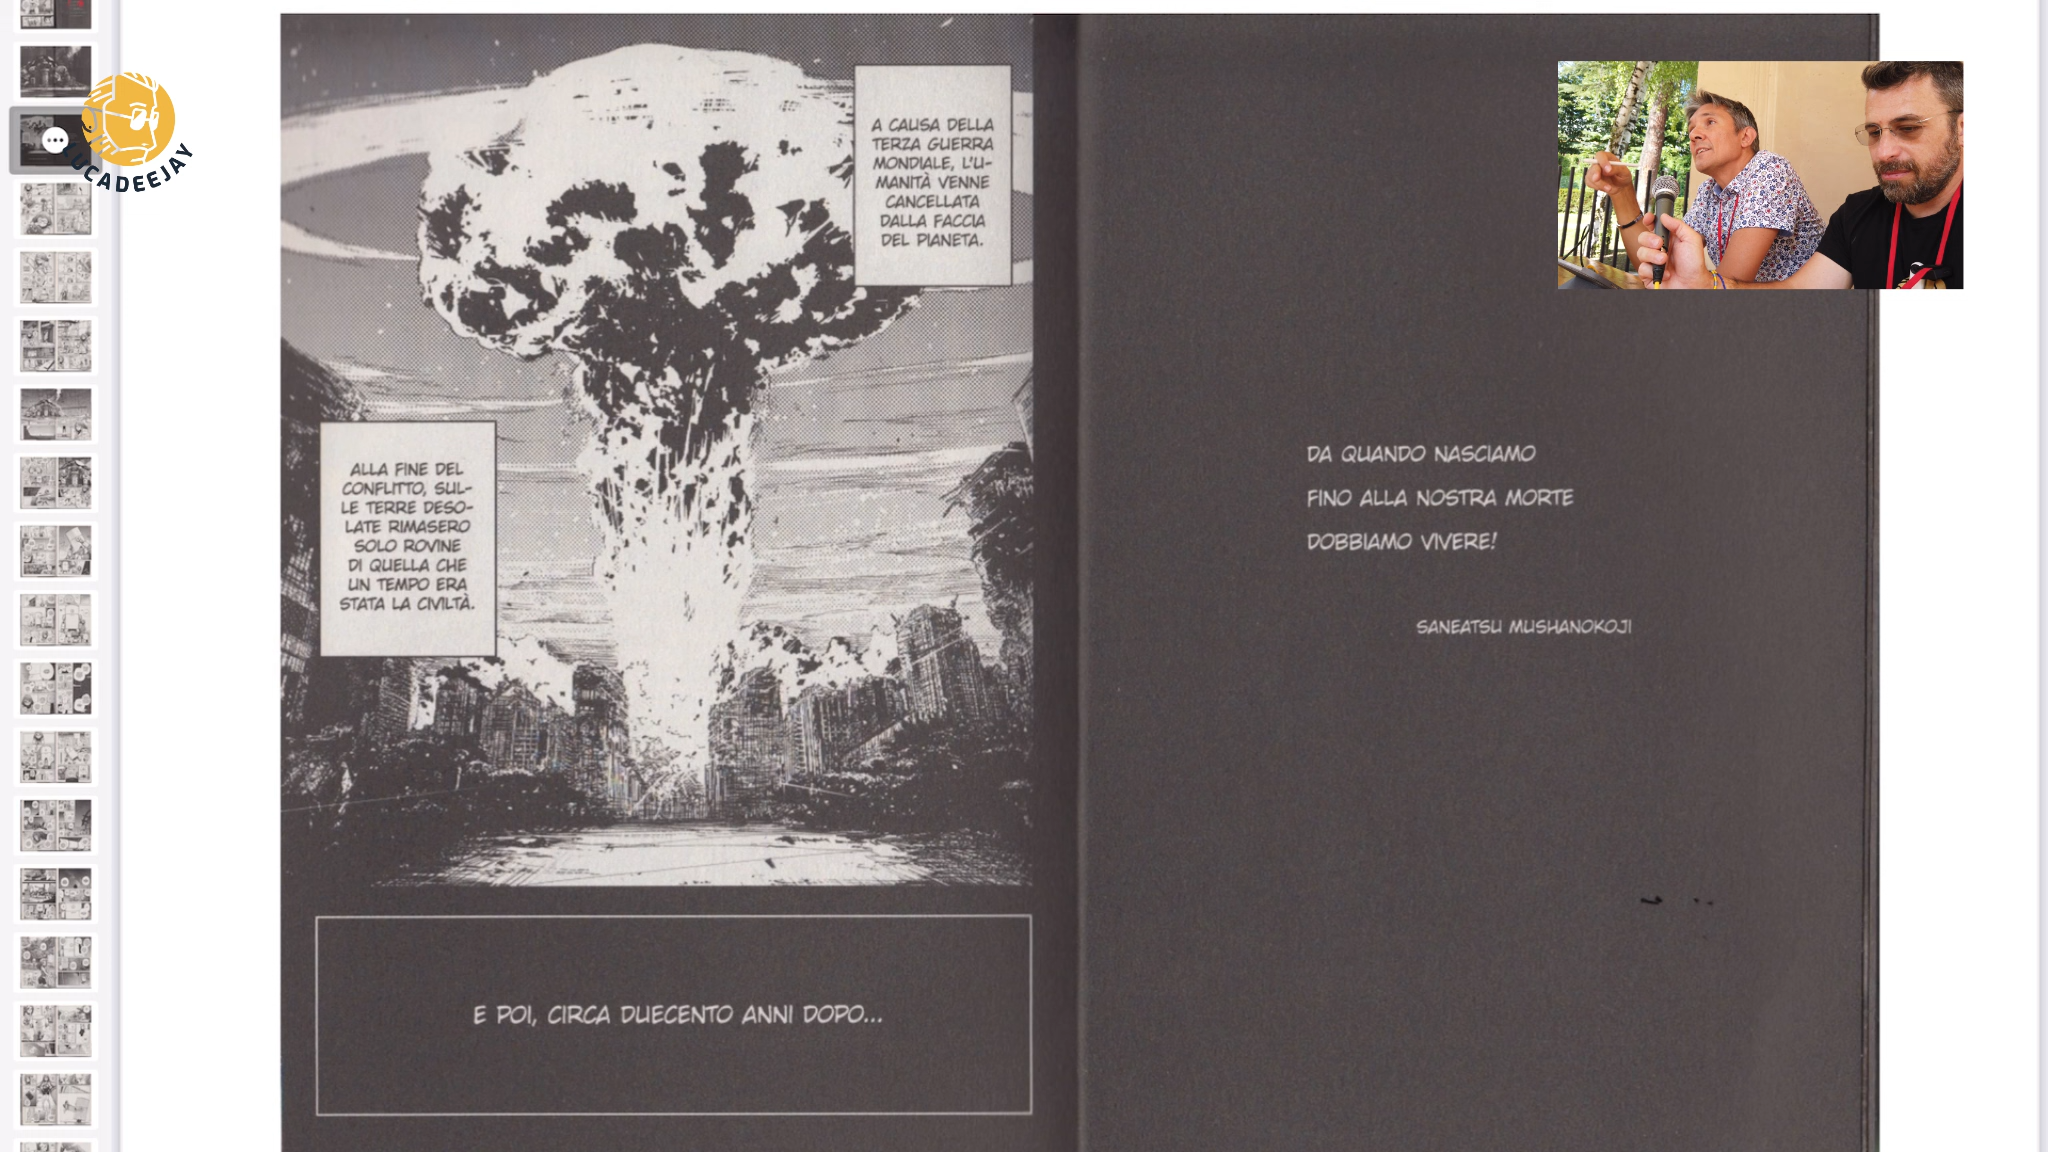 A CAUSA DELLA
TERZA GUERRA
MONDIALE, L'U-
MANITÀ VENNE
CANCELLATA
DALLA FACCIA
DEL PIANETA.
ALLA FINE DEL
CONFLITTO, SUL-
LE TERRE DESO-
LATE RIMASERO
SOLO ROVINE
DI QUELLA CHE
UN TEMPO ERA
STATA LA CIVILTÀ.
E POI, CIRCA DUECENTO ANNI DOPO...
DA QUANDO NASCIAMO
FINO ALLA NOSTRA MORTE
DOBBIAMO VIVERE!
SANEATSU MUSHANOKOJI
LUCADEEJAY